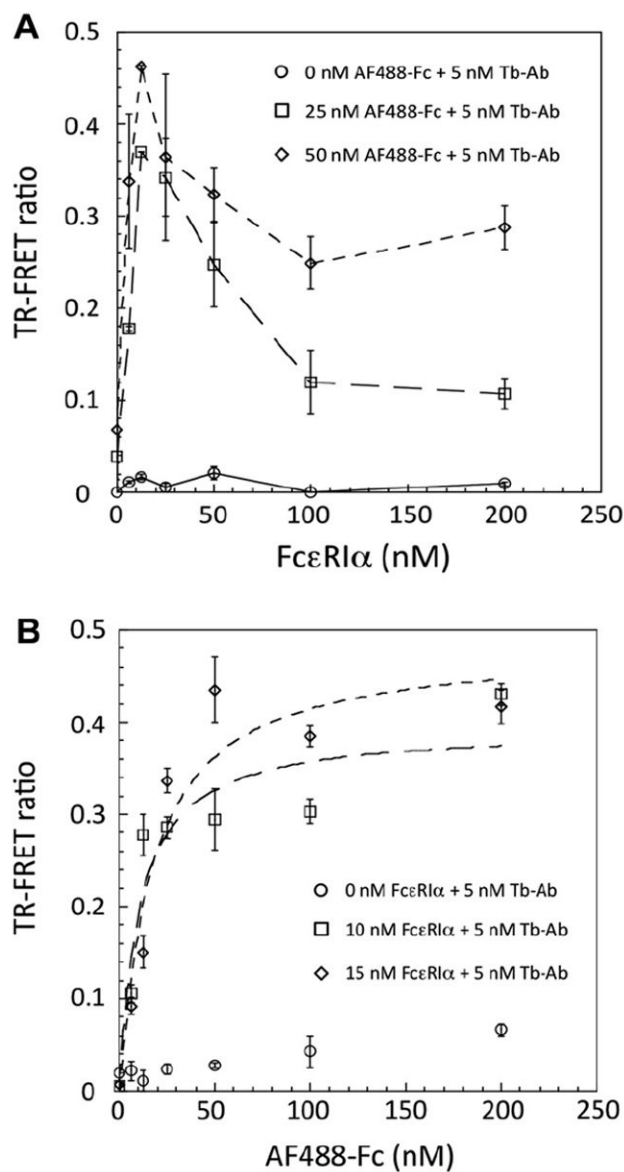 A
0.5
0.4
0.3
0.2
0.1
0
TR-FRET ratio
0 nM AF488-Fc + 5 nM Tb-Ab
25 nM AF488-Fc + 5 nM Tb-Ab
50 nM AF488-Fc + 5 nM Tb-Ab
0 50 100 150 200 250
FcεRIα (nM)
B
0.5
0.4
0.3
0.2
0.1
0
TR-FRET ratio
0 nM FcεRIα + 5 nM Tb-Ab
10 nM FcεRIα + 5 nM Tb-Ab
15 nM FcεRIα + 5 nM Tb-Ab
0 50 100 150 200 250
AF488-Fc (nM)